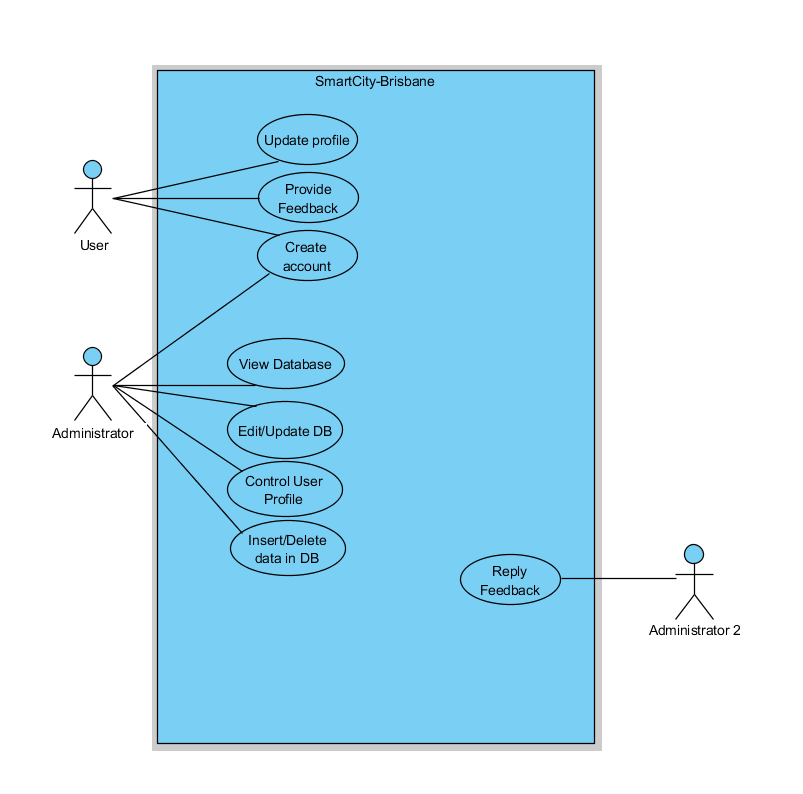 SmartCity-Brisbane
Update profile
Provide
Feedback
User
Create
account
View Database
Administrator
Edit/Update DB
Control User
Profile
Insert/Delete
data in DB
Reply
Feedback
Administrator 2